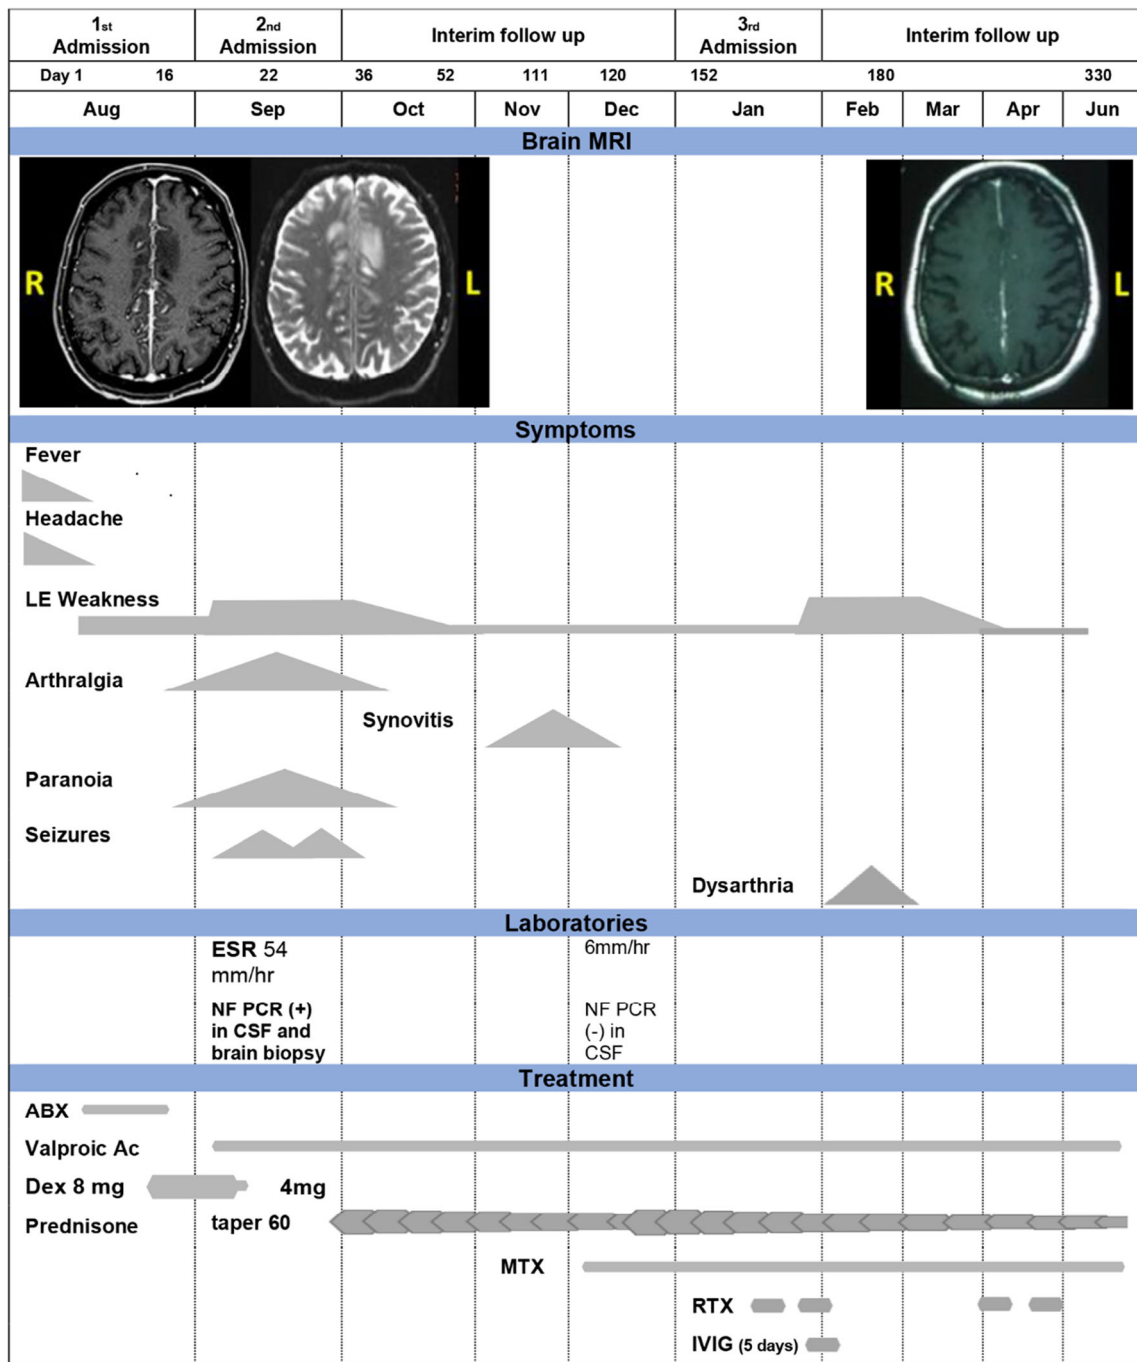 1st Admission
2nd Admission
Interim follow up
3rd Admission
Interim follow up
Day 1 16 22 36 52 111 120 152 180 330
Aug Sep Oct Nov Dec Jan Feb Mar Apr Jun
Brain MRI
R L R L
Symptoms
Fever
Headache
LE Weakness
Arthralgia
Synovitis
Paranoia
Seizures
Dysarthria
Laboratories
ESR 54 mm/hr
6mm/hr
NF PCR (+) in CSF and brain biopsy
NF PCR (-) in CSF
Treatment
ABX
Valproic Ac
Dex 8 mg 4mg
Prednisone taper 60
MTX
RTX
IVIG (5 days)